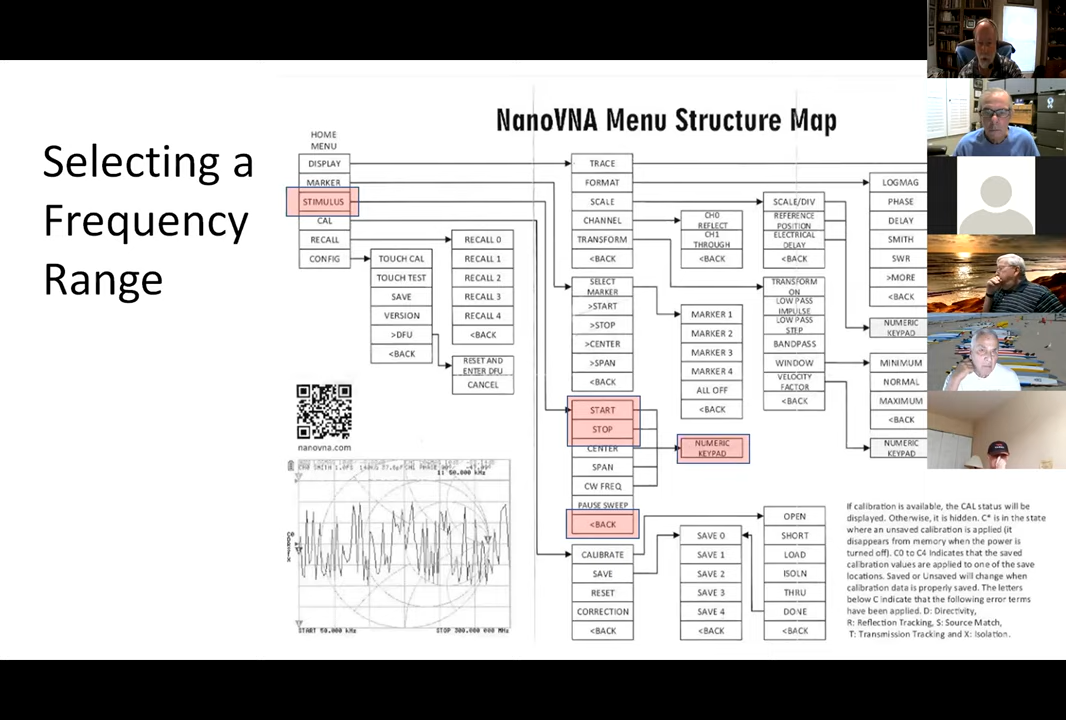 Selecting a
Frequency
Range
NanoVNA Menu Structure Map
HOME
MENU
DISPLAY
MARKER
STIMULUS
CAL
RECALL
CONFIG
TOUCH CAL
TOUCH TEST
SAVE
VERSION
>DFU
<BACK
RECALL 0
RECALL 1
RECALL 2
RECALL 3
RECALL 4
<BACK
RESET AND
ENTER DFU
CANCEL
nanovna.com
TRACE
FORMAT
SCALE
CHANNEL
TRANSFORM
<BACK
SELECT
MARKER
>START
>STOP
>CENTER
>SPAN
<BACK
START
STOP
CENTER
SPAN
CW FREQ
PAUSE SWEEP
<BACK
CALIBRATE
SAVE
RESET
CORRECTION
<BACK
CH0
REFLECT
CH1
THROUGH
<BACK
MARKER 1
MARKER 2
MARKER 3
MARKER 4
ALL OFF
<BACK
NUMERIC
KEYPAD
SAVE 0
SAVE 1
SAVE 2
SAVE 3
SAVE 4
<BACK
SCALE/DIV
REFERENCE
POSITION
ELECTRICAL
DELAY
<BACK
TRANSFORM
ON
LOW PASS
IMPULSE
LOW PASS
STEP
BANDPASS
WINDOW
VELOCITY
FACTOR
<BACK
OPEN
SHORT
LOAD
ISOLN
THRU
DONE
<BACK
LOGMAG
PHASE
DELAY
SMITH
SWR
>MORE
<BACK
NUMERIC
KEYPAD
MINIMUM
NORMAL
MAXIMUM
<BACK
NUMERIC
KEYPAD
START 50.000 kHz
STOP 300.000 000 MHz
If calibration is available, the CAL status will be
displayed. Otherwise, it is hidden. C* is in the state
where an unsaved calibration is applied (it
disappears from memory when the power is
turned off). C0 to C4 Indicates that the saved
calibration values are applied to one of the save
locations. Saved or Unsaved will change when
calibration data is properly saved. The letters
below C indicate that the following error terms
have been applied. D: Directivity,
R: Reflection Tracking, S: Source Match,
T: Transmission Tracking and X: Isolation.